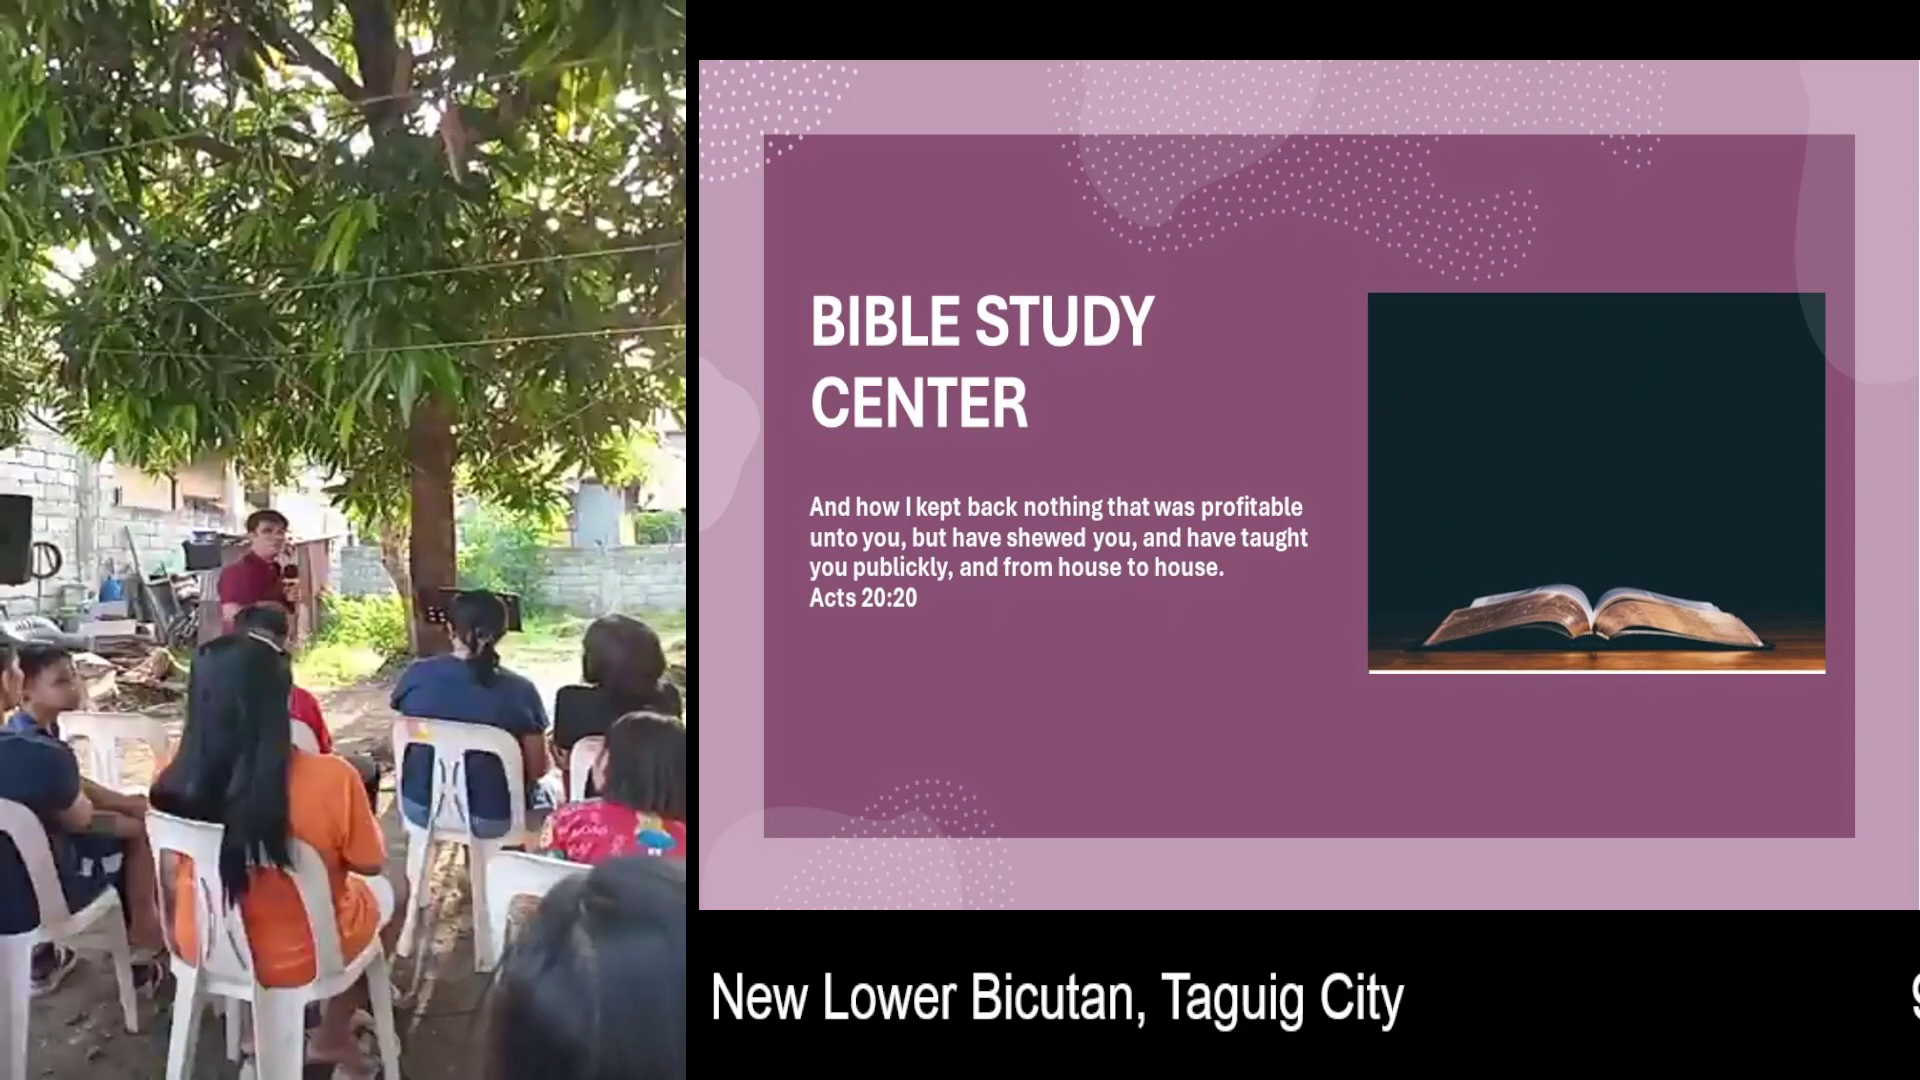 BIBLE STUDY
CENTER
And how I kept back nothing that was profitable
unto you, but have shewed you, and have taught
you publickly, and from house to house.
Acts 20:20
New Lower Bicutan, Taguig City